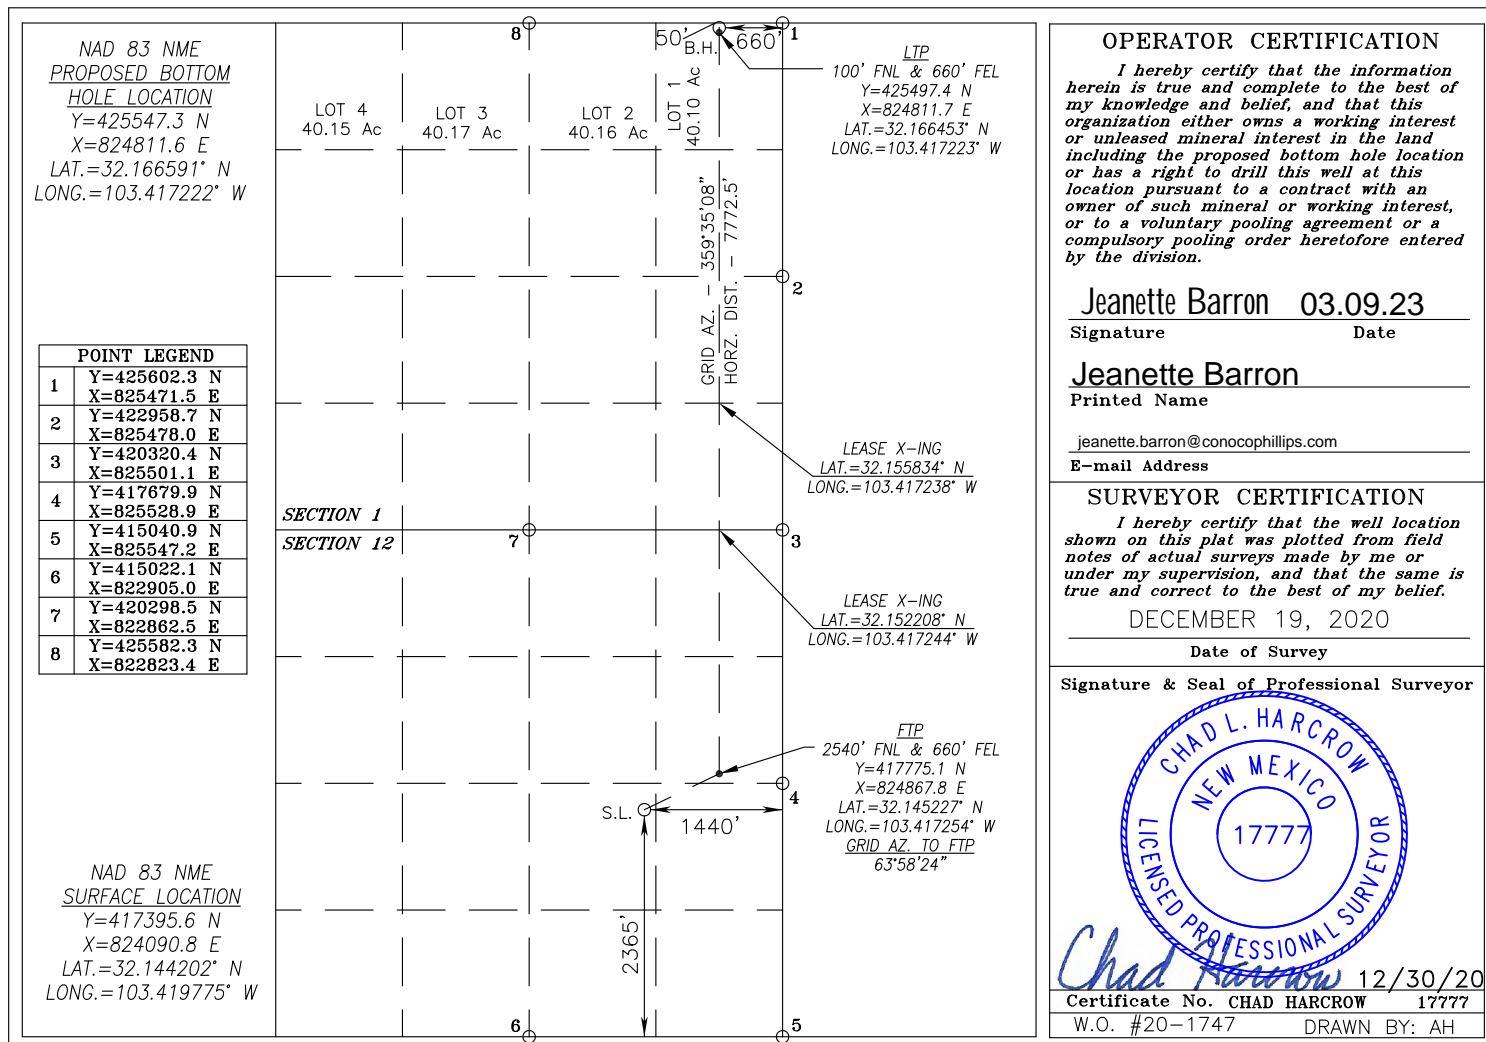 NAD 83 NME
PROPOSED BOTTOM
HOLE LOCATION
Y=425547.3 N
X=824811.6 E
LAT.=32.166591° N
LONG.=103.417222° W
POINT LEGEND
1 Y=425602.3 N
X=825471.5 E
2 Y=422958.7 N
X=825478.0 E
3 Y=420320.4 N
X=825501.1 E
4 Y=417679.9 N
X=825528.9 E
5 Y=415040.9 N
X=825547.2 E
6 Y=415022.1 N
X=822905.0 E
7 Y=420298.5 N
X=822862.5 E
8 Y=425582.3 N
X=822823.4 E
NAD 83 NME
SURFACE LOCATION
Y=417395.6 N
X=824090.8 E
LAT.=32.144202° N
LONG.=103.419775° W
8
50'
B.H.
660'
1
LOT 4
40.15 Ac
LOT 3
40.17 Ac
LOT 2
40.16 Ac
LOT 1
40.10 Ac
LTP
100' FNL & 660' FEL
Y=425497.4 N
X=824811.7 E
LAT.=32.166453° N
LONG.=103.417223° W
GRID AZ. - 359°35'08"
HORZ. DIST. - 7772.5'
2
LEASE X-ING
LAT.=32.155834° N
LONG.=103.417238° W
SECTION 1
SECTION 12
7
3
LEASE X-ING
LAT.=32.152208° N
LONG.=103.417244° W
FTP
2540' FNL & 660' FEL
Y=417775.1 N
X=824867.8 E
LAT.=32.145227° N
LONG.=103.417254° W
GRID AZ. TO FTP
63°58'24"
4
S.L.
1440'
2365'
6
5
OPERATOR CERTIFICATION
I hereby certify that the information
herein is true and complete to the best of
my knowledge and belief, and that this
organization either owns a working interest
or unleased mineral interest in the land
including the proposed bottom hole location
or has a right to drill this well at this
location pursuant to a contract with an
owner of such mineral or working interest,
or to a voluntary pooling agreement or a
compulsory pooling order heretofore entered
by the division.
Jeanette Barron 03.09.23
Signature Date
Jeanette Barron
Printed Name
jeanette.barron@conocophillips.com
E-mail Address
SURVEYOR CERTIFICATION
I hereby certify that the well location
shown on this plat was plotted from field
notes of actual surveys made by me or
under my supervision, and that the same is
true and correct to the best of my belief.
DECEMBER 19, 2020
Date of Survey
Signature & Seal of Professional Surveyor
CHAD L. HARCROW
NEW MEXICO
17777
LICENSED PROFESSIONAL SURVEYOR
Chad Harcrow 12/30/20
Certificate No. CHAD HARCROW 17777
W.O. #20-1747 DRAWN BY: AH